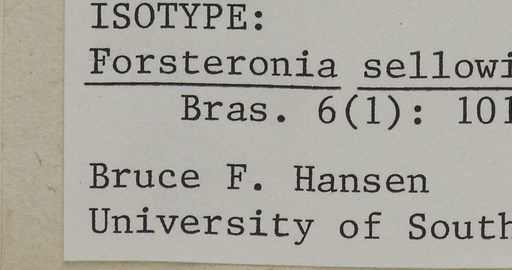 ISOTYPE:
Forsteronia sellowi
Bras. 6(1): 101
Bruce F. Hansen
University of South